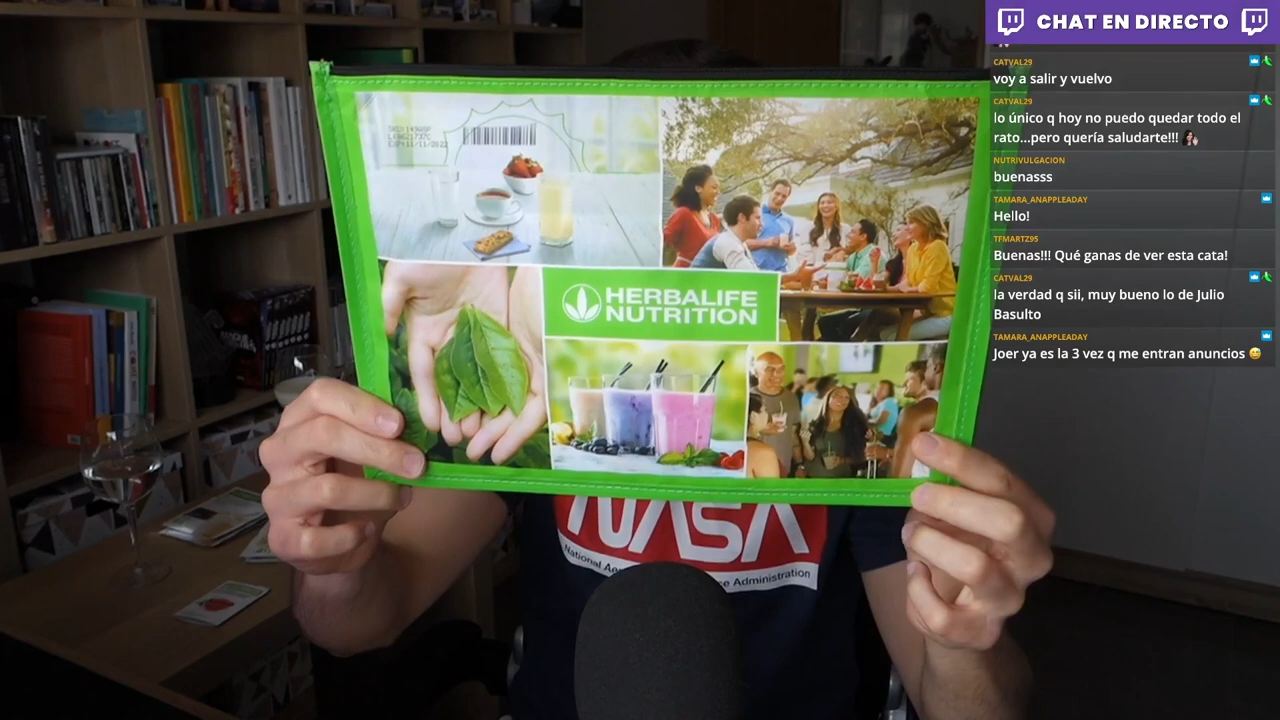 CHAT EN DIRECTO
CATVAL29
voy a salir y vuelvo
CATVAL29
lo único q hoy no puedo quedar todo el
rato...pero quería saludarte!!!
NUTRIVULGACION
buenasss
TAMARA_ANAPPLEADAY
Hello!
TFMARTZ95
Buenas!!! Qué ganas de ver esta cata!
CATVAL29
la verdad q sii, muy bueno lo de Julio
Basulto
TAMARA_ANAPPLEADAY
Joer ya es la 3 vez q me entran anuncios 😅
HERBALIFE
NUTRITION
NASA
National
Administration